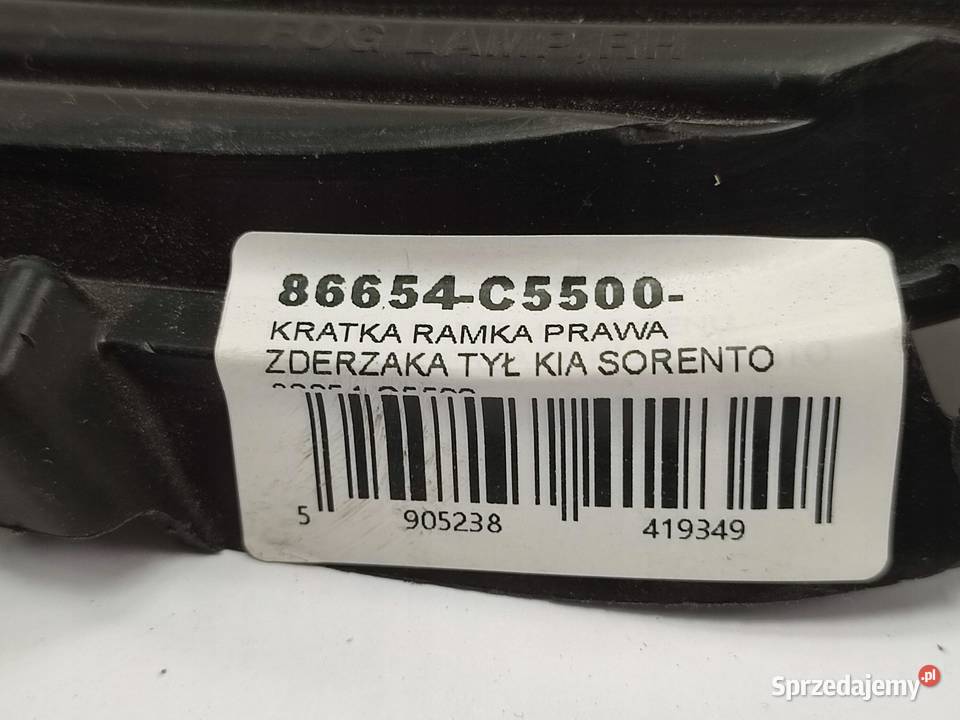 FOG LAMP, RH
86654-C5500-
KRATKA RAMKA PRAWA
ZDERZAKA TYŁ KIA SORENTO
5 905238 419349
Sprzedajemy.pl